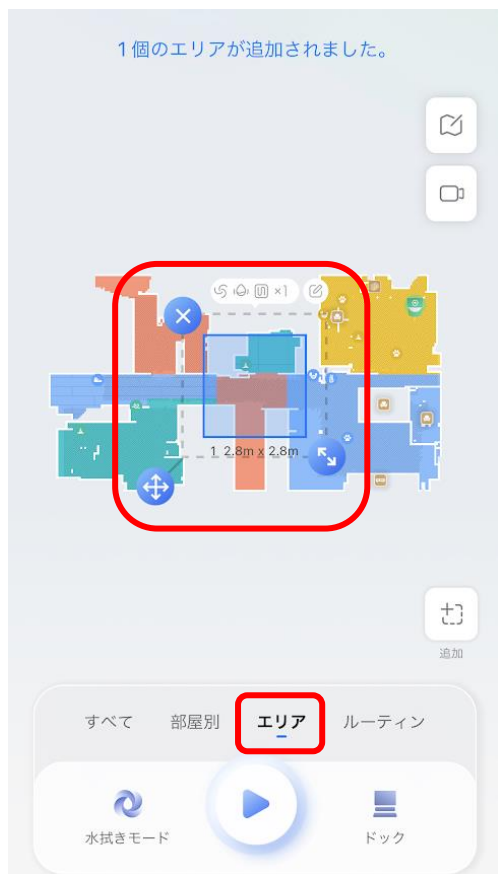 1個のエリアが追加されました。
×1
1 2.8m x 2.8m
追加
すべて 部屋別 エリア ルーティン
水拭きモード ドック